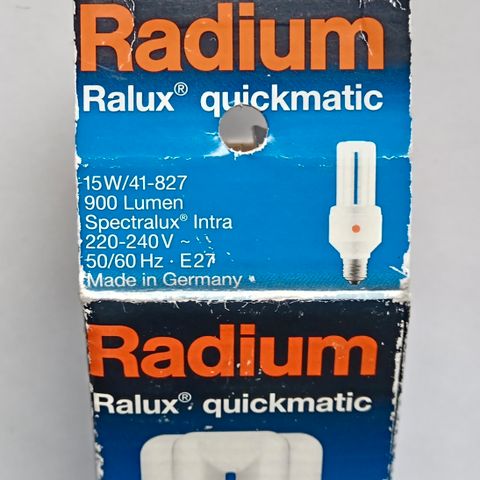 Radium
Ralux® quickmatic
15W/41-827
900 Lumen
Spectralux® Intra
220-240V ~
50/60 Hz · E27
Made in Germany
Radium
Ralux® quickmatic